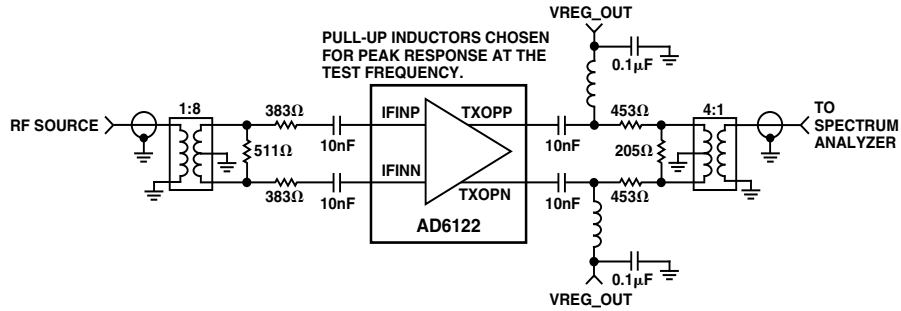 VREG_OUT
PULL-UP INDUCTORS CHOSEN
FOR PEAK RESPONSE AT THE
TEST FREQUENCY.
0.1μF
RF SOURCE
1:8
383Ω
511Ω
383Ω
10nF
10nF
IFINP
IFINN
TXOPP
TXOPN
AD6122
10nF
10nF
453Ω
205Ω
453Ω
4:1
TO
SPECTRUM
ANALYZER
0.1μF
VREG_OUT